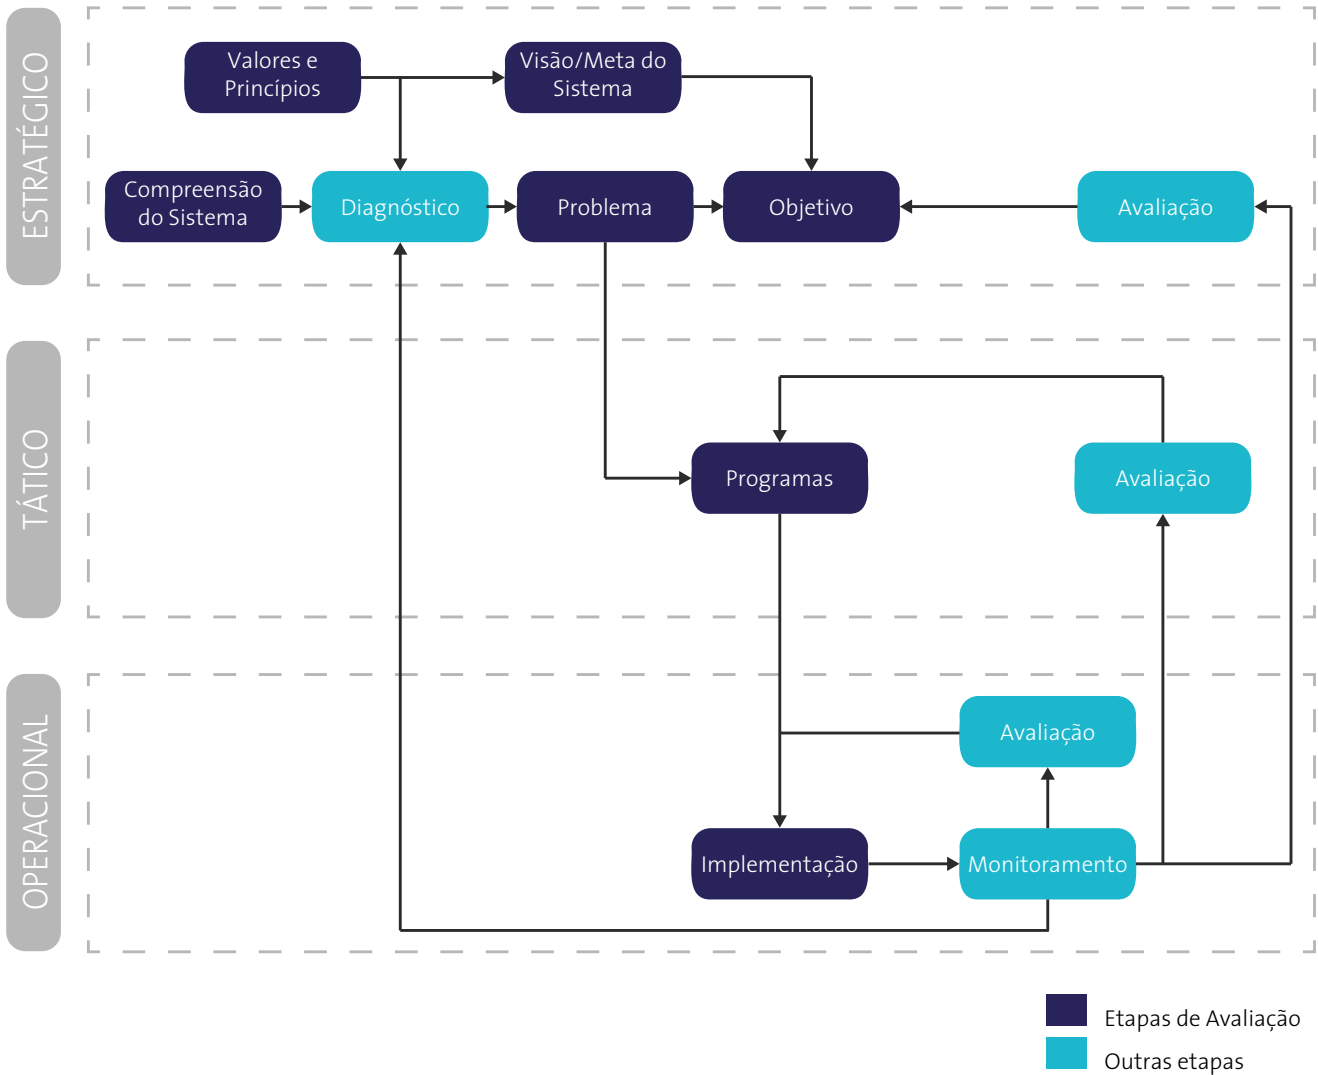 ESTRATÉGICO
Valores e
Princípios
Visão/Meta do
Sistema
Compreensão
do Sistema
Diagnóstico
Problema
Objetivo
Avaliação
TÁTICO
Programas
Avaliação
OPERACIONAL
Avaliação
Implementação
Monitoramento
Etapas de Avaliação
Outras etapas